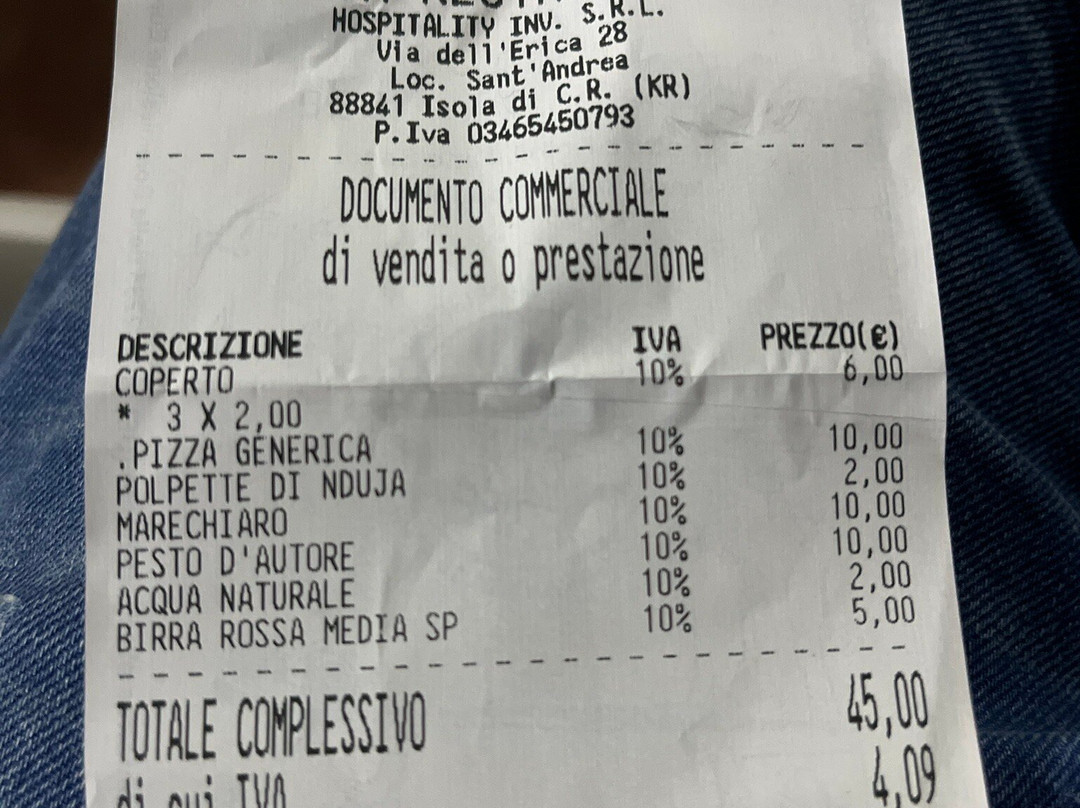 HOSPITALITY INV. S.R.L.
Via dell'Erica 28
Loc. Sant'Andrea
88841 Isola di C.R. (KR)
P.Iva 03465450793
DOCUMENTO COMMERCIALE
di vendita o prestazione
DESCRIZIONE IVA PREZZO(€)
COPERTO 10% 6,00
* 3 X 2,00
.PIZZA GENERICA 10% 10,00
POLPETTE DI NDUJA 10% 2,00
MARECHIARO 10% 10,00
PESTO D'AUTORE 10% 10,00
ACQUA NATURALE 10% 2,00
BIRRA ROSSA MEDIA SP 10% 5,00
TOTALE COMPLESSIVO 45,00
di cui IVA 4,09